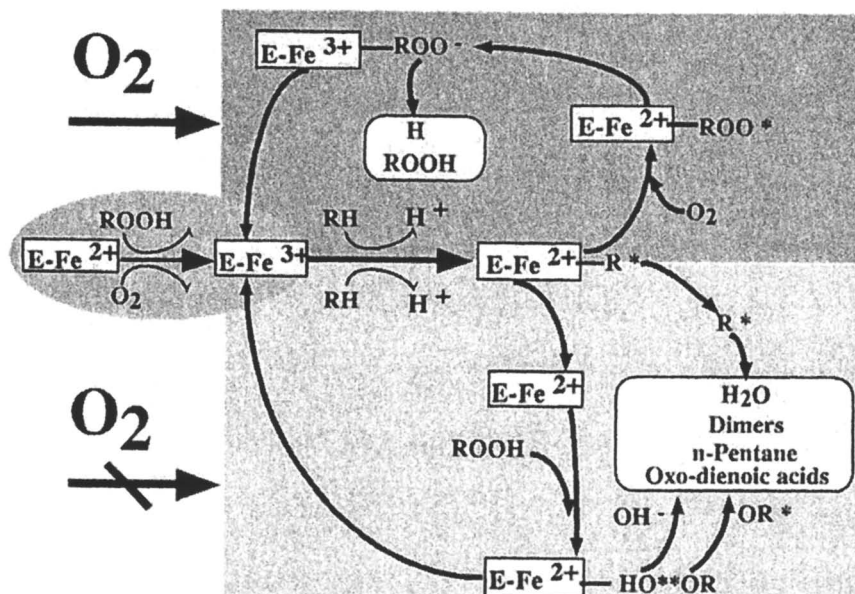 O2
E-Fe 3+ ROO -
H
ROOH
E-Fe 2+ ROO *
O2
ROOH
E-Fe 2+
O2
E-Fe 3+
RH H +
RH H +
E-Fe 2+ R *
R *
O2
E-Fe 2+
ROOH
H2O
Dimers
n-Pentane
Oxo-dienoic acids
OH - OR *
E-Fe 2+ HO**OR